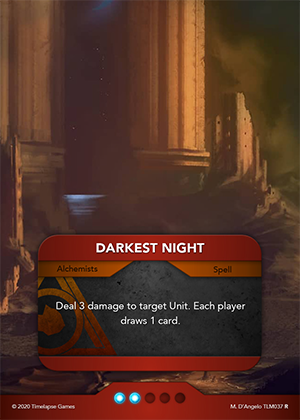 DARKEST NIGHT
Alchemists Spell
Deal 3 damage to target Unit. Each player
draws 1 card.
© 2020 Timelapse Games M. D'Angelo TLM037 R